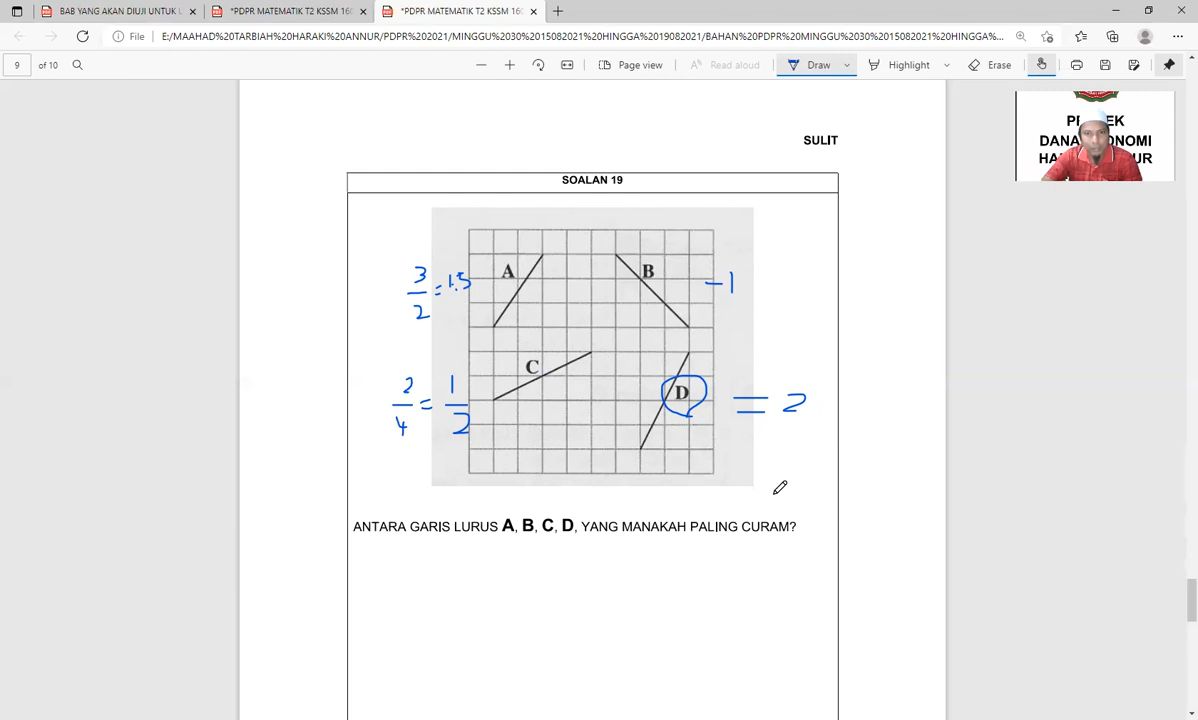 BAB YANG AKAN DIUJI UNTUK
*PDPR MATEMATIK T2 KSSM 16
*PDPR MATEMATIK T2 KSSM 16
File
E:/MAAHAD%20TARBIAH%20HARAKI%20ANNUR/PDPR%202021/MINGGU%2030%2015082021%20HINGGA%2019082021/BAHAN%20PDPR%20MINGGU%2030%2015082021%20HINGGA%...
9 of 10
Page view
Read aloud
Draw
Highlight
Erase
DANA
SULIT
SOALAN 19
A
B
C
D
3/2 = 1.5
-1
2/4 = 1/2
= 2
ANTARA GARIS LURUS A, B, C, D, YANG MANAKAH PALING CURAM?